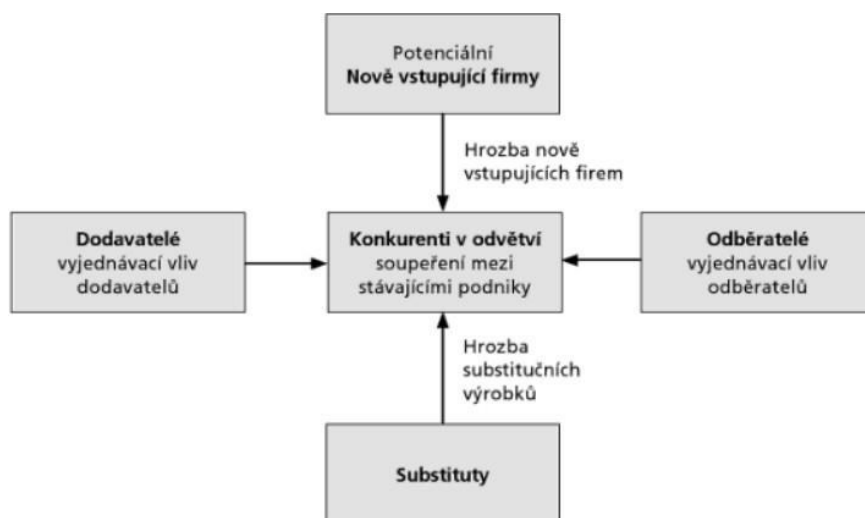 Potenciální
Nově vstupující firmy
Hrozba nově
vstupujících firem
Dodavatelé
vyjednávací vliv
dodavatelů
Konkurenti v odvětví
soupeření mezi
stávajícími podniky
Odběratelé
vyjednávací vliv
odběratelů
Hrozba
substitučních
výrobků
Substituty